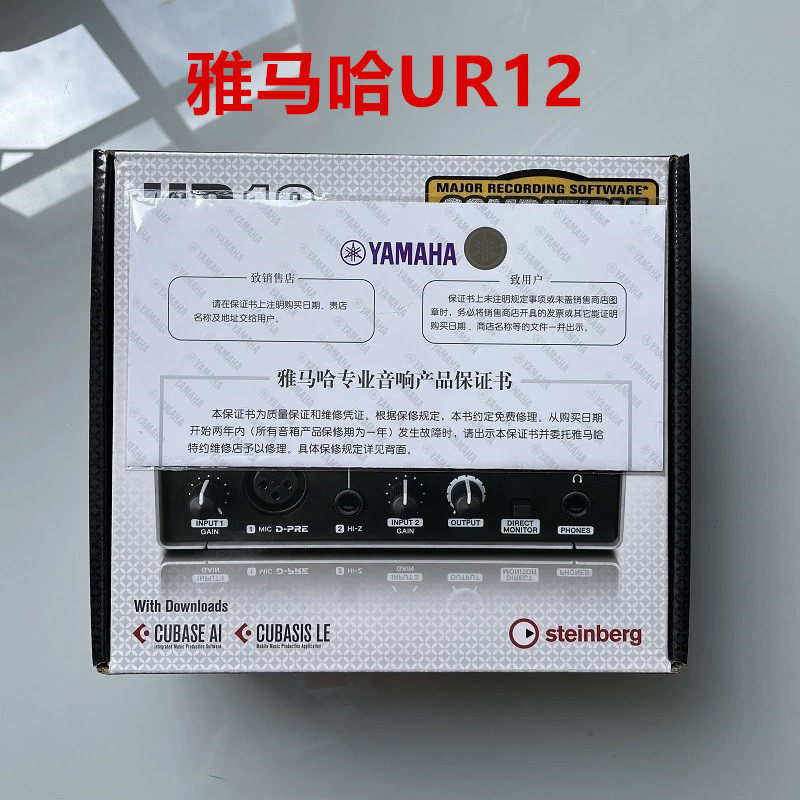 雅马哈UR12
MAJOR RECORDING SOFTWARE*
YAMAHA
致销售店
请在保证书上注明购买日期、贵店
名称及地址交给用户。
致用户
保证书上未注明规定事项或未盖销售商店图
章时，务必将销售商店开具的发票或其它能证明
购买日期、商店名称等的文件一并出示。
雅马哈专业音响产品保证书
本保证书为质量保证和维修凭证。根据保修规定，本书约定免费修理。从购买日期
开始两年内（所有音箱产品保修期为一年）发生故障时，请出示本保证书并委托雅马哈
特约维修店予以修理。具体保修规定详见背面。
INPUT 1
GAIN
1 MIC D-PRE
2 HI-Z
INPUT 2
GAIN
OUTPUT
DIRECT
MONITOR
PHONES
With Downloads
CUBASE AI
Integrated Music Production Software
CUBASIS LE
Mobile Music Production Application
steinberg